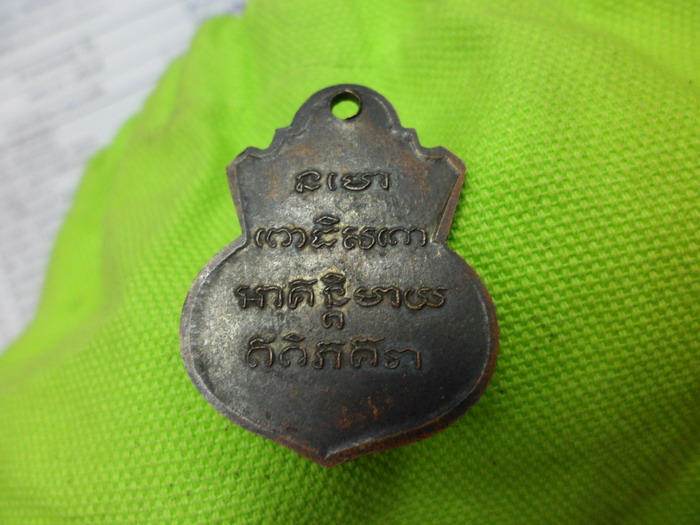 នមោ
ពោធិសតោ
អាគន្តិមាយ
ឥតិភគវា